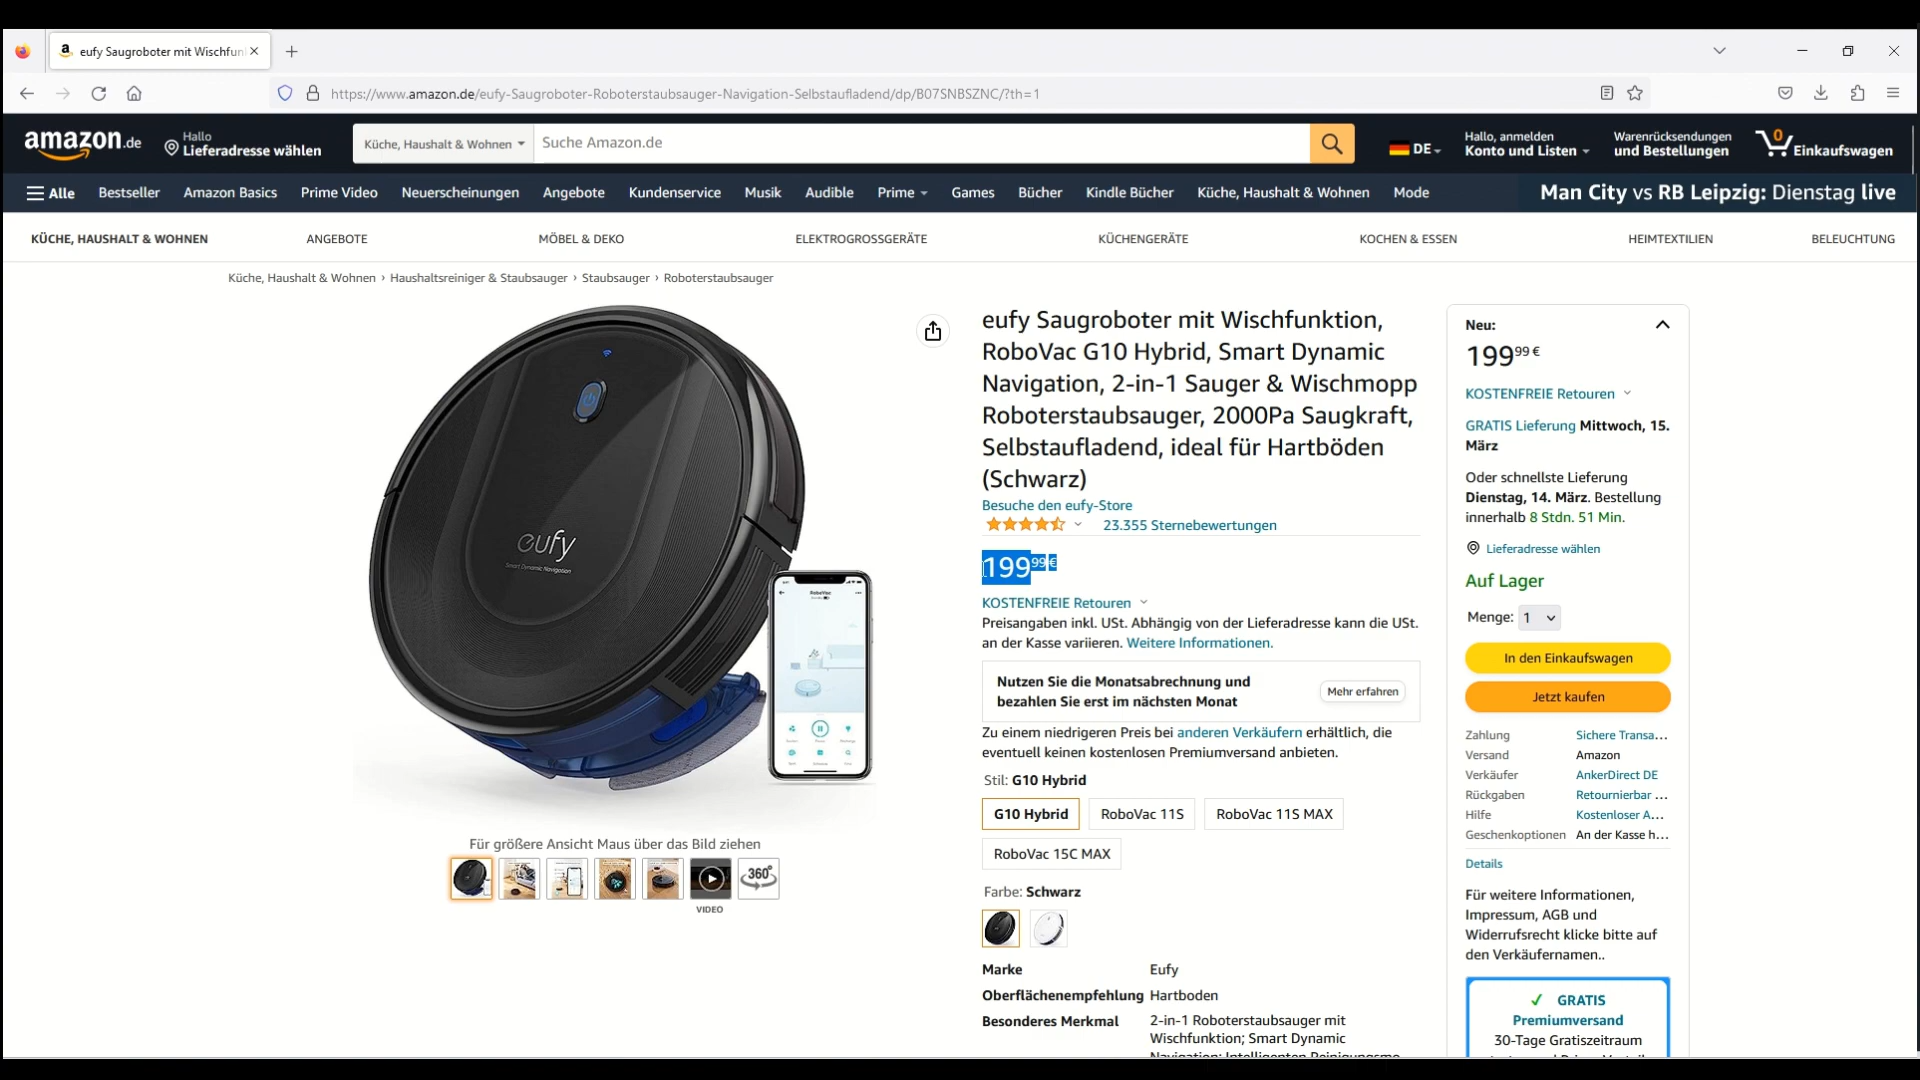 eufy Saugroboter mit Wischfun
https://www.amazon.de/eufy-Saugroboter-Roboterstaubsauger-Navigation-Selbstaufladend/dp/B07SNBSZNC/?th=1
amazon.de
Hallo
Lieferadresse wählen
Küche, Haushalt & Wohnen
Suche Amazon.de
DE
Hallo, anmelden
Konto und Listen
Warenrücksendungen
und Bestellungen
0
Einkaufswagen
Alle
Bestseller
Amazon Basics
Prime Video
Neuerscheinungen
Angebote
Kundenservice
Musik
Audible
Prime
Games
Bücher
Kindle Bücher
Küche, Haushalt & Wohnen
Mode
Man City vs RB Leipzig: Dienstag live
KÜCHE, HAUSHALT & WOHNEN
ANGEBOTE
MÖBEL & DEKO
ELEKTROGROSSGERÄTE
KÜCHENGERÄTE
KOCHEN & ESSEN
HEIMTEXTILIEN
BELEUCHTUNG
Küche, Haushalt & Wohnen › Haushaltsreiniger & Staubsauger › Staubsauger › Roboterstaubsauger
eufy
Smart Dynamic Navigation
RoboVac
Für größere Ansicht Maus über das Bild ziehen
360°
VIDEO
eufy Saugroboter mit Wischfunktion,
RoboVac G10 Hybrid, Smart Dynamic
Navigation, 2-in-1 Sauger & Wischmopp
Roboterstaubsauger, 2000Pa Saugkraft,
Selbstaufladend, ideal für Hartböden
(Schwarz)
Besuche den eufy-Store
23.355 Sternebewertungen
199 99 €
KOSTENFREIE Retouren
Preisangaben inkl. USt. Abhängig von der Lieferadresse kann die USt.
an der Kasse variieren. Weitere Informationen.
Nutzen Sie die Monatsabrechnung und
bezahlen Sie erst im nächsten Monat
Mehr erfahren
Zu einem niedrigeren Preis bei anderen Verkäufern erhältlich, die
eventuell keinen kostenlosen Premiumversand anbieten.
Stil: G10 Hybrid
G10 Hybrid
RoboVac 11S
RoboVac 11S MAX
RoboVac 15C MAX
Farbe: Schwarz
Marke Eufy
Oberflächenempfehlung Hartboden
Besonderes Merkmal 2-in-1 Roboterstaubsauger mit
Wischfunktion; Smart Dynamic
Navigation; Intelligenten Reinigungsmo
Neu:
199 99 €
KOSTENFREIE Retouren
GRATIS Lieferung Mittwoch, 15.
März
Oder schnellste Lieferung
Dienstag, 14. März. Bestellung
innerhalb 8 Stdn. 51 Min.
Lieferadresse wählen
Auf Lager
Menge: 1
In den Einkaufswagen
Jetzt kaufen
Zahlung Sichere Transa...
Versand Amazon
Verkäufer AnkerDirect DE
Rückgaben Retournierbar ...
Hilfe Kostenloser A...
Geschenkoptionen An der Kasse h...
Details
Für weitere Informationen,
Impressum, AGB und
Widerrufsrecht klicke bitte auf
den Verkäufernamen..
GRATIS
Premiumversand
30-Tage Gratiszeitraum